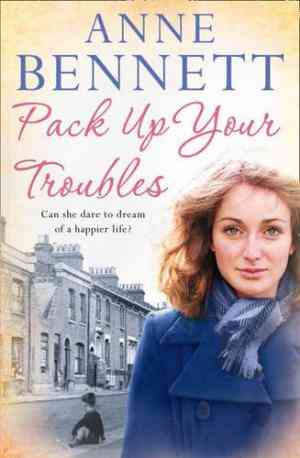 ANNE
BENNETT
Pack Up Your
Troubles
Can she dare to dream
of a happier life?